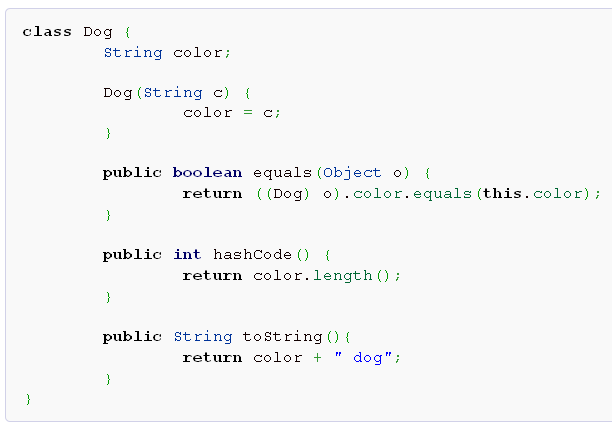 class Dog {
        String color;

        Dog(String c) {
                color = c;
        }

        public boolean equals(Object o) {
                return ((Dog) o).color.equals(this.color);
        }

        public int hashCode() {
                return color.length();
        }

        public String toString(){
                return color + " dog";
        }
}